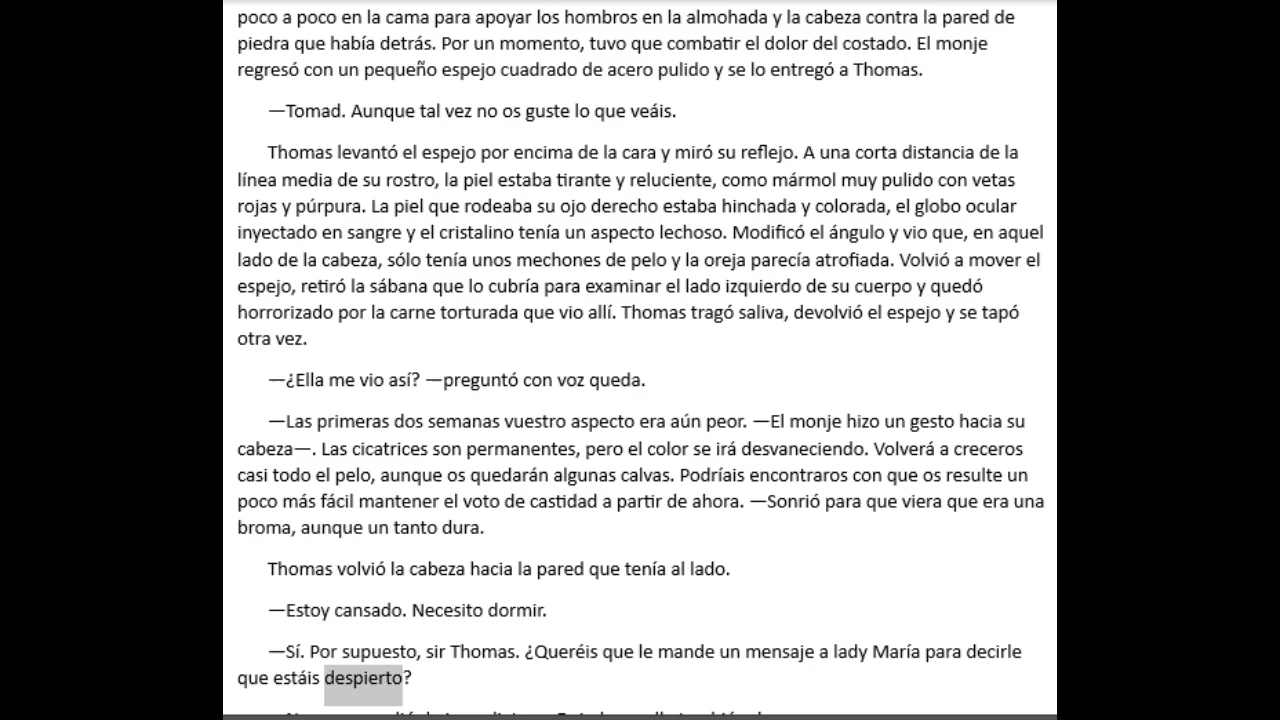 poco a poco en la cama para apoyar los hombros en la almohada y la cabeza contra la pared de
piedra que había detrás. Por un momento, tuvo que combatir el dolor del costado. El monje
regresó con un pequeño espejo cuadrado de acero pulido y se lo entregó a Thomas.
—Tomad. Aunque tal vez no os guste lo que veáis.
Thomas levantó el espejo por encima de la cara y miró su reflejo. A una corta distancia de la
línea media de su rostro, la piel estaba tirante y reluciente, como mármol muy pulido con vetas
rojas y púrpura. La piel que rodeaba su ojo derecho estaba hinchada y colorada, el globo ocular
inyectado en sangre y el cristalino tenía un aspecto lechoso. Modificó el ángulo y vio que, en aquel
lado de la cabeza, sólo tenía unos mechones de pelo y la oreja parecía atrofiada. Volvió a mover el
espejo, retiró la sábana que lo cubría para examinar el lado izquierdo de su cuerpo y quedó
horrorizado por la carne torturada que vio allí. Thomas tragó saliva, devolvió el espejo y se tapó
otra vez.
—¿Ella me vio así? —preguntó con voz queda.
—Las primeras dos semanas vuestro aspecto era aún peor. —El monje hizo un gesto hacia su
cabeza—. Las cicatrices son permanentes, pero el color se irá desvaneciendo. Volverá a creceros
casi todo el pelo, aunque os quedarán algunas calvas. Podríais encontraros con que os resulte un
poco más fácil mantener el voto de castidad a partir de ahora. —Sonrió para que viera que era una
broma, aunque un tanto dura.
Thomas volvió la cabeza hacia la pared que tenía al lado.
—Estoy cansado. Necesito dormir.
—Sí. Por supuesto, sir Thomas. ¿Queréis que le mande un mensaje a lady María para decirle
que estáis despierto?